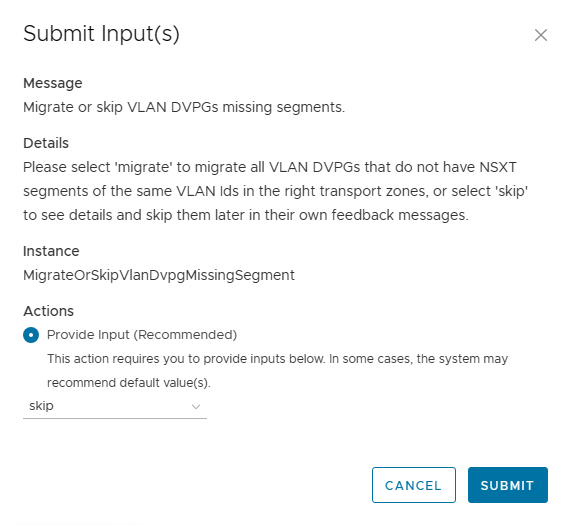 Submit Input(s)
Message
Migrate or skip VLAN DVPGs missing segments.
Details
Please select 'migrate' to migrate all VLAN DVPGs that do not have NSXT
segments of the same VLAN Ids in the right transport zones, or select 'skip'
to see details and skip them later in their own feedback messages.
Instance
MigrateOrSkipVlanDvpgMissingSegment
Actions
Provide Input (Recommended)
This action requires you to provide inputs below. In some cases, the system may
recommend default value(s).
skip
CANCEL SUBMIT